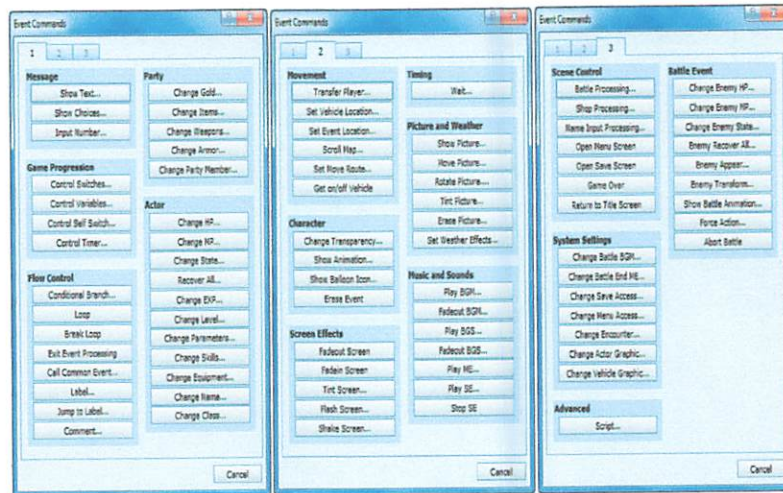 Event Commands
1 2 3
Message
Show Text...
Show Choices...
Input Number...
Game Progression
Control Switches...
Control Variables...
Control Self Switch...
Control Timer...
Flow Control
Conditional Branch...
Loop
Break Loop
Exit Event Processing
Call Common Event...
Label...
Jump to Label...
Comment...
Party
Change Gold...
Change Items...
Change Weapons...
Change Armor...
Change Party Member...
Actor
Change HP...
Change MP...
Change State...
Recover All...
Change EXP...
Change Level...
Change Parameters...
Change Skills...
Change Equipment...
Change Name...
Change Class...
Cancel
Event Commands
1 2 3
Movement
Transfer Player...
Set Vehicle Location...
Set Event Location...
Scroll Map...
Set Move Route...
Get on/off Vehicle
Character
Change Transparency...
Show Animation...
Show Balloon Icon...
Erase Event
Screen Effects
Fadeout Screen
Fadein Screen
Tint Screen...
Flash Screen...
Shake Screen...
Timing
Wait...
Picture and Weather
Show Picture...
Move Picture...
Rotate Picture...
Tint Picture...
Erase Picture...
Set Weather Effects...
Music and Sounds
Play BGM...
Fadeout BGM...
Play BGS...
Fadeout BGS...
Play ME...
Play SE...
Stop SE
Cancel
Event Commands
1 2 3
Scene Control
Battle Processing...
Shop Processing...
Name Input Processing...
Open Menu Screen
Open Save Screen
Game Over
Return to Title Screen
System Settings
Change Battle BGM...
Change Battle End ME...
Change Save Access...
Change Menu Access...
Change Encounter...
Change Actor Graphic...
Change Vehicle Graphic...
Advanced
Script...
Battle Event
Change Enemy HP...
Change Enemy MP...
Change Enemy State...
Enemy Recover All...
Enemy Appear...
Enemy Transform...
Show Battle Animation...
Force Action...
Abort Battle
Cancel